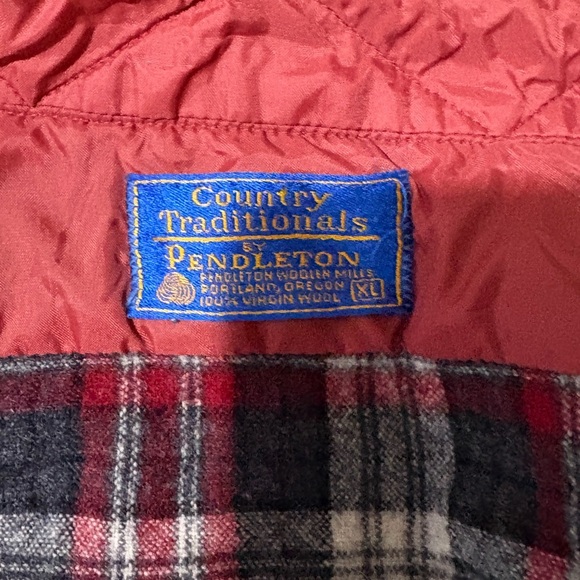 Country
Traditionals
BY
PENDLETON
PENDLETON WOOLEN MILLS
PORTLAND, OREGON
100% VIRGIN WOOL XL